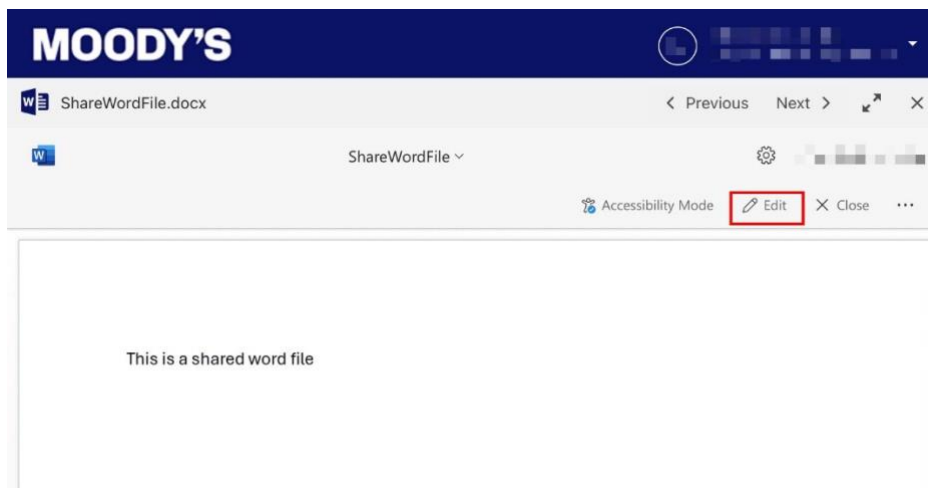 MOODY'S
ShareWordFile.docx
Previous Next
ShareWordFile
Accessibility Mode Edit Close ...
This is a shared word file